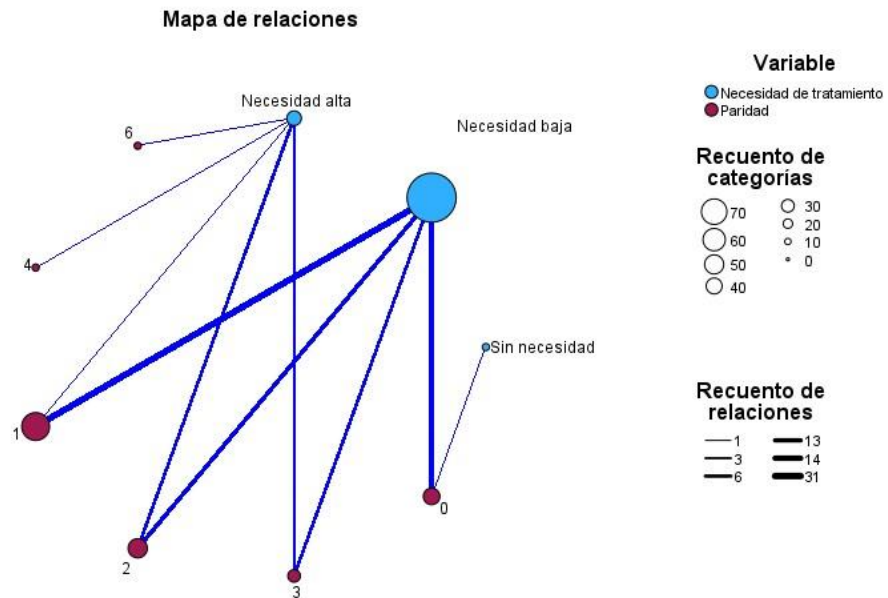 Mapa de relaciones
Necesidad alta
Necesidad baja
6
4
Sin necesidad
1
0
2
3
Variable
Necesidad de tratamiento
Paridad
Recuento de
categorías
70 30
60 20
50 10
40 0
Recuento de
relaciones
1 13
3 14
6 31